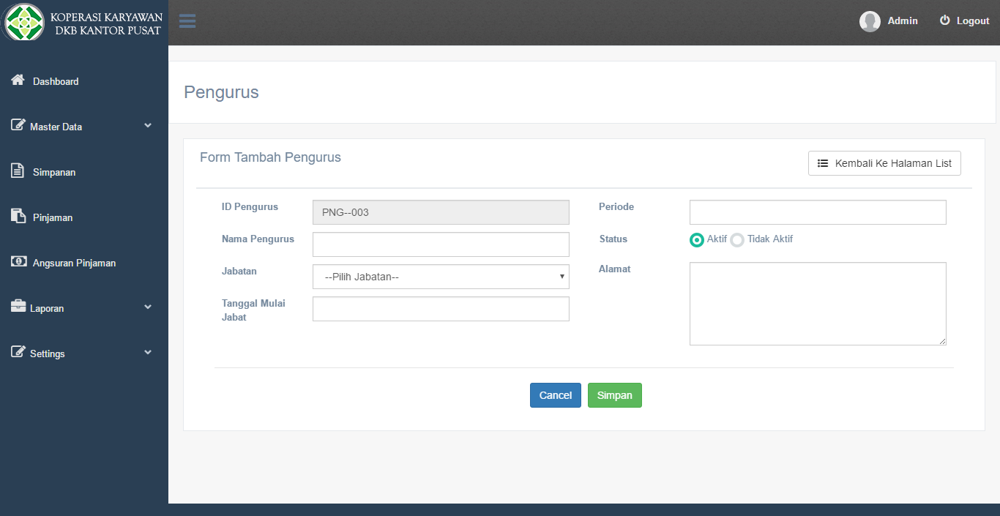 KOPERASI KARYAWAN
DKB KANTOR PUSAT
Admin
Logout
Dashboard
Master Data
Simpanan
Pinjaman
Angsuran Pinjaman
Laporan
Settings
Pengurus
Form Tambah Pengurus
Kembali Ke Halaman List
ID Pengurus
PNG--003
Nama Pengurus
Jabatan
--Pilih Jabatan--
Tanggal Mulai
Jabat
Periode
Status
Aktif Tidak Aktif
Alamat
Cancel
Simpan